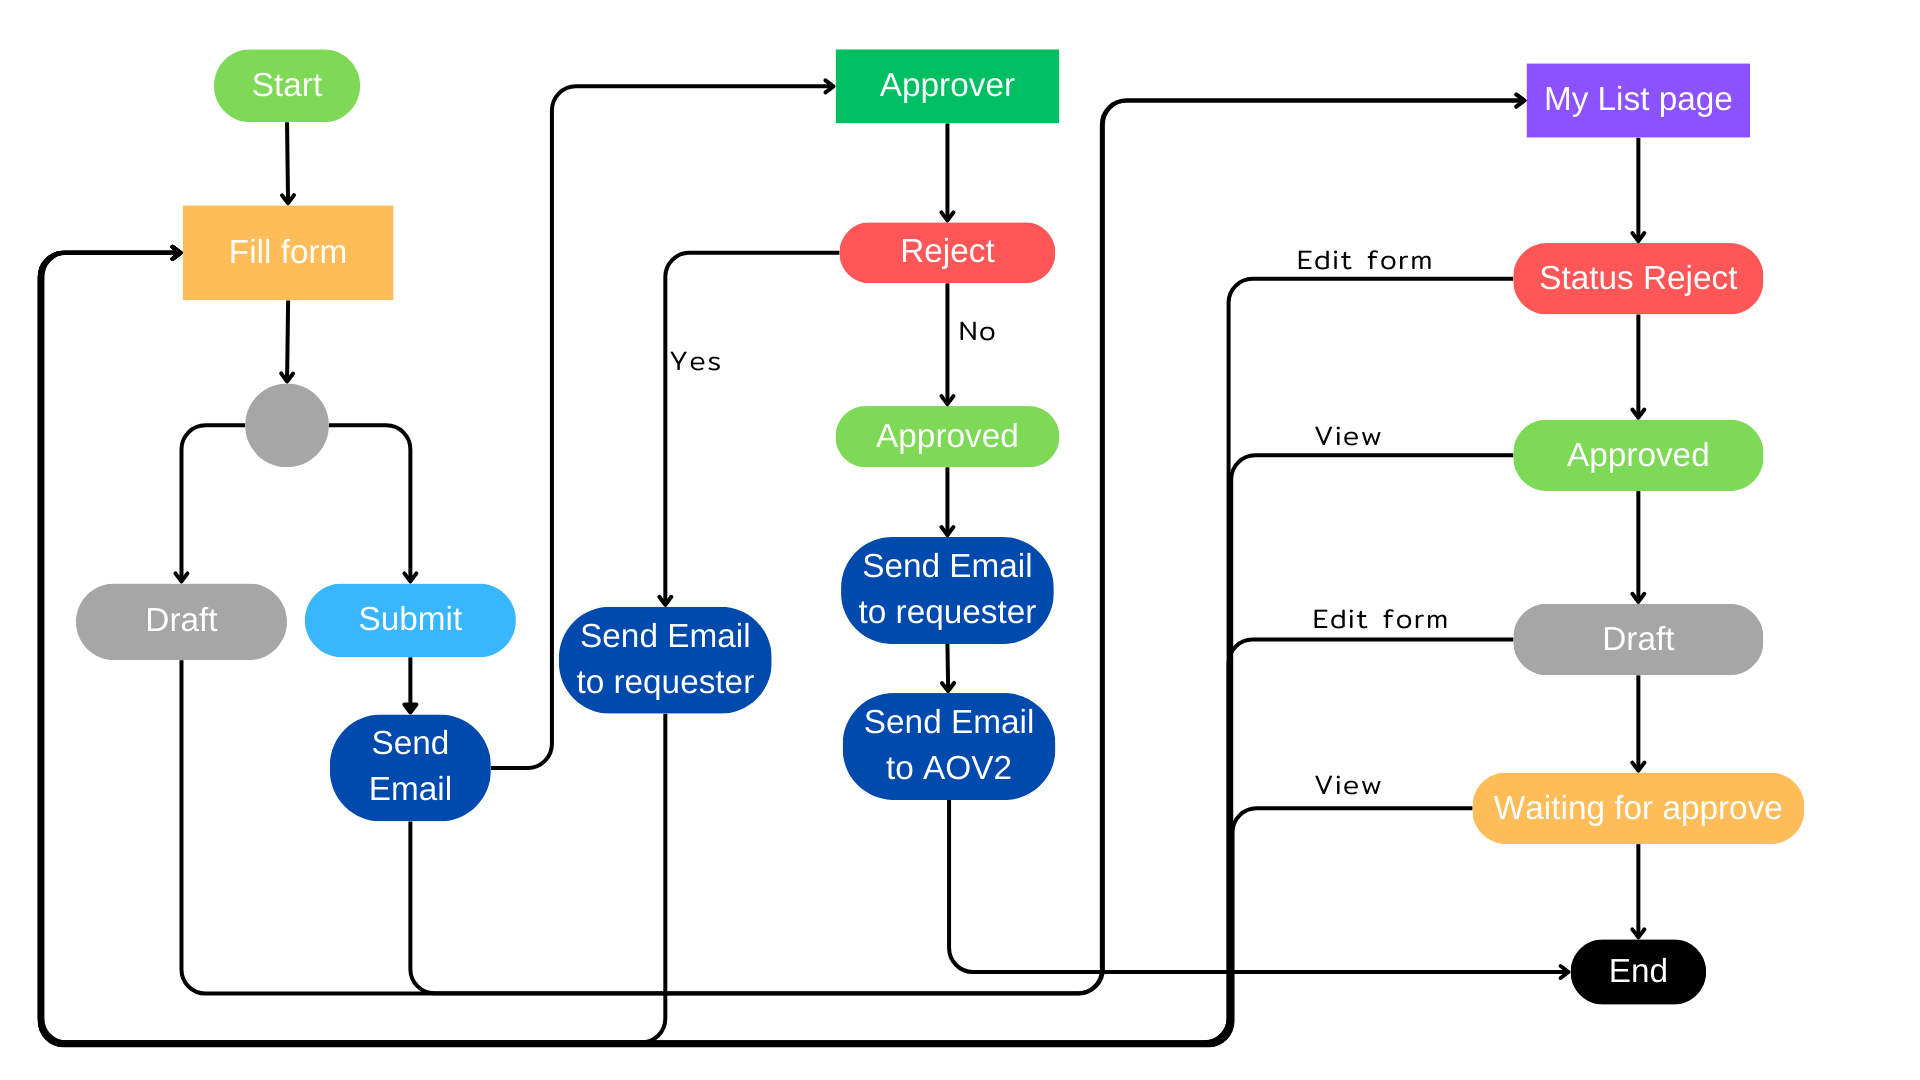 Start
Fill form
Draft
Submit
Send
Email
Approver
Reject
Yes
No
Approved
Send Email
to requester
Send Email
to requester
Send Email
to AOV2
My List page
Edit form
Status Reject
View
Approved
Edit form
Draft
View
Waiting for approve
End